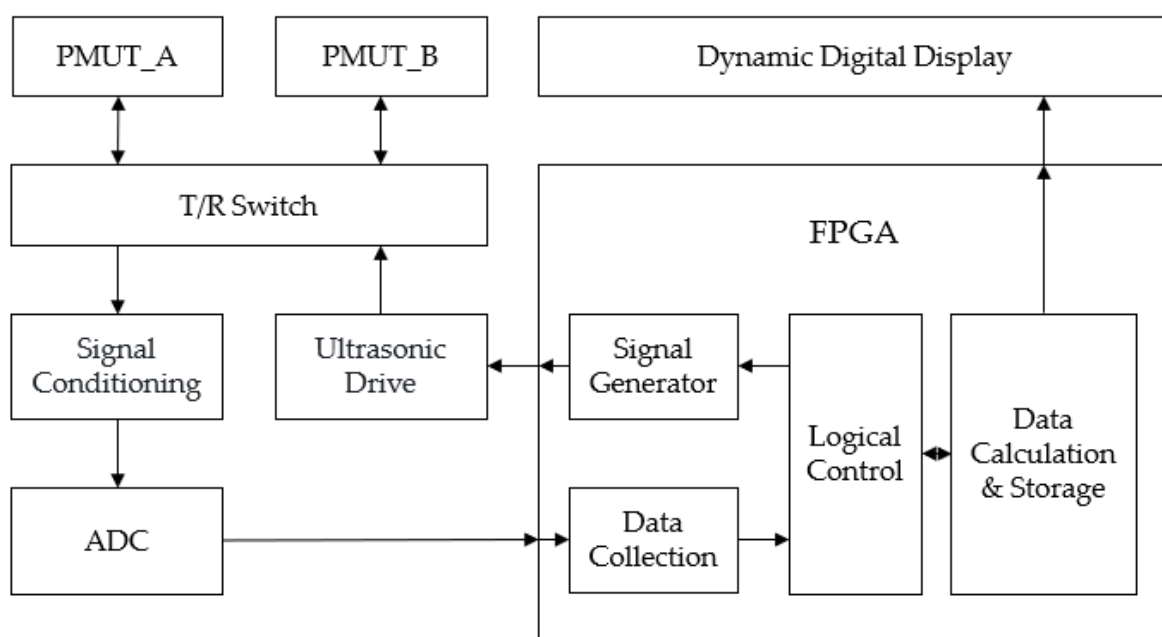 PMUT_A
PMUT_B
Dynamic Digital Display
T/R Switch
FPGA
Signal
Conditioning
Ultrasonic
Drive
Signal
Generator
Logical
Control
Data
Calculation
& Storage
ADC
Data
Collection